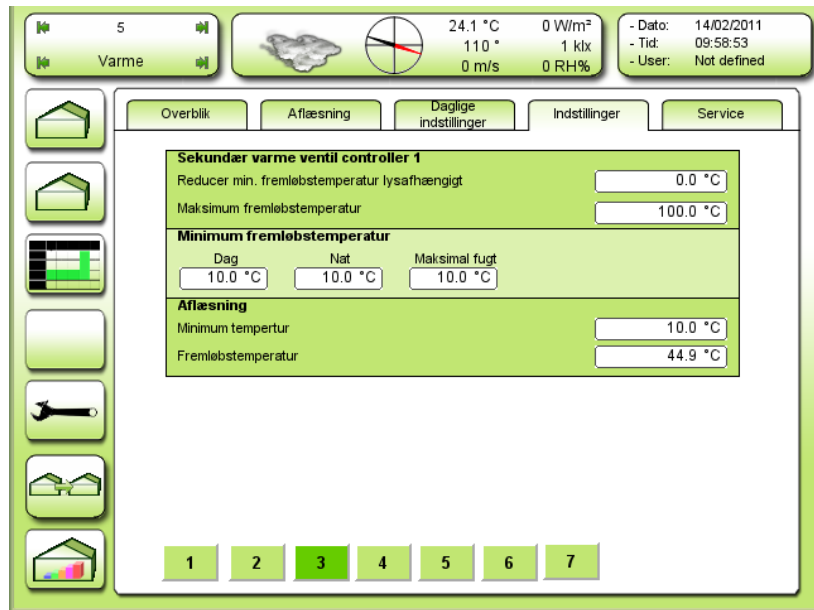 5
Varme
24.1 °C 0 W/m²
110 ° 1 klx
0 m/s 0 RH%
- Dato: 14/02/2011
- Tid: 09:58:53
- User: Not defined
Overblik
Aflæsning
Daglige
indstillinger
Indstillinger
Service
Sekundær varme ventil controller 1
Reducer min. fremløbstemperatur lysafhængigt 0.0 °C
Maksimum fremløbstemperatur 100.0 °C
Minimum fremløbstemperatur
Dag Nat Maksimal fugt
10.0 °C 10.0 °C 10.0 °C
Aflæsning
Minimum tempertur 10.0 °C
Fremløbstemperatur 44.9 °C
1 2 3 4 5 6 7